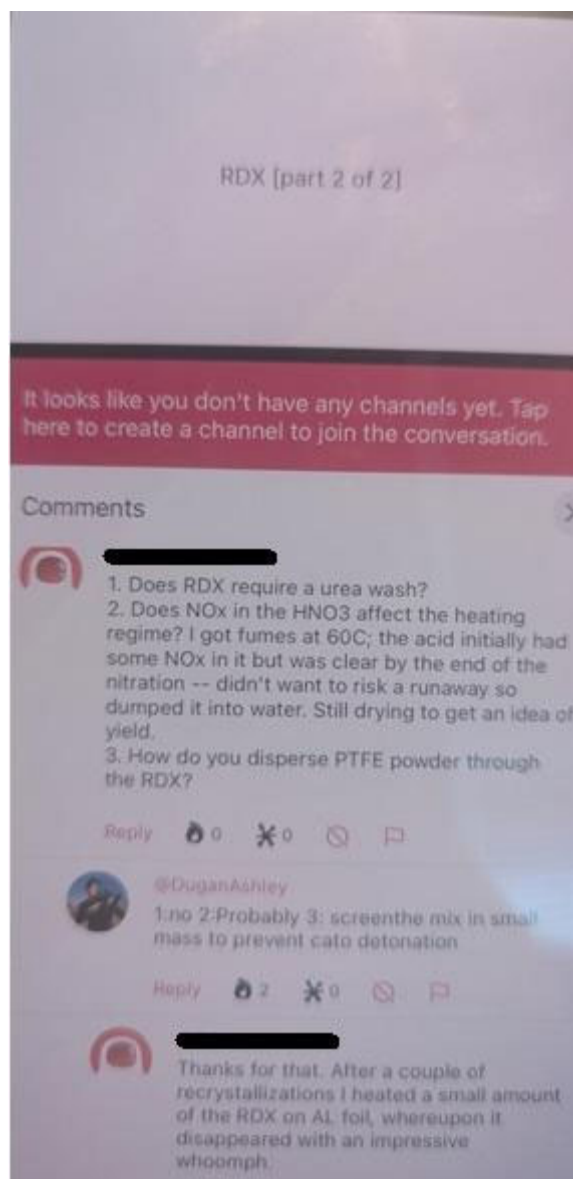 RDX [part 2 of 2]
It looks like you don't have any channels yet. Tap
here to create a channel to join the conversation.
Comments
1. Does RDX require a urea wash?
2. Does NOx in the HNO3 affect the heating
regime? I got fumes at 60C; the acid initially had
some NOx in it but was clear by the end of the
nitration -- didn't want to risk a runaway so
dumped it into water. Still drying to get an idea of
yield.
3. How do you disperse PTFE powder through
the RDX?
Reply 0 0
@DuganAshley
1:no 2:Probably 3: screenthe mix in small
mass to prevent cato detonation
Reply 2 0
Thanks for that. After a couple of
recrystallizations I heated a small amount
of the RDX on AL foil, whereupon it
disappeared with an impressive
whoomph.